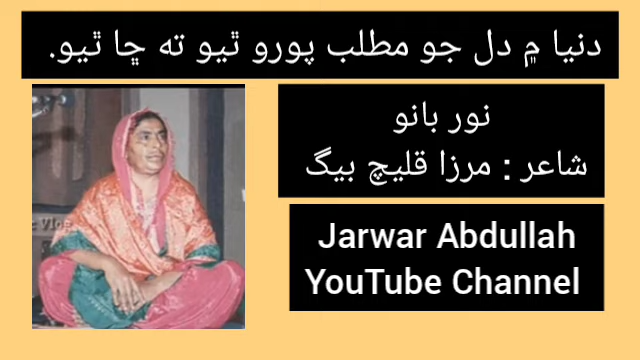 دنيا ۾ دل جو مطلب پورو ٿيو ته ڇا ٿيو.
نور بانو
شاعر : مرزا قليچ بيگ
Jarwar Abdullah
YouTube Channel